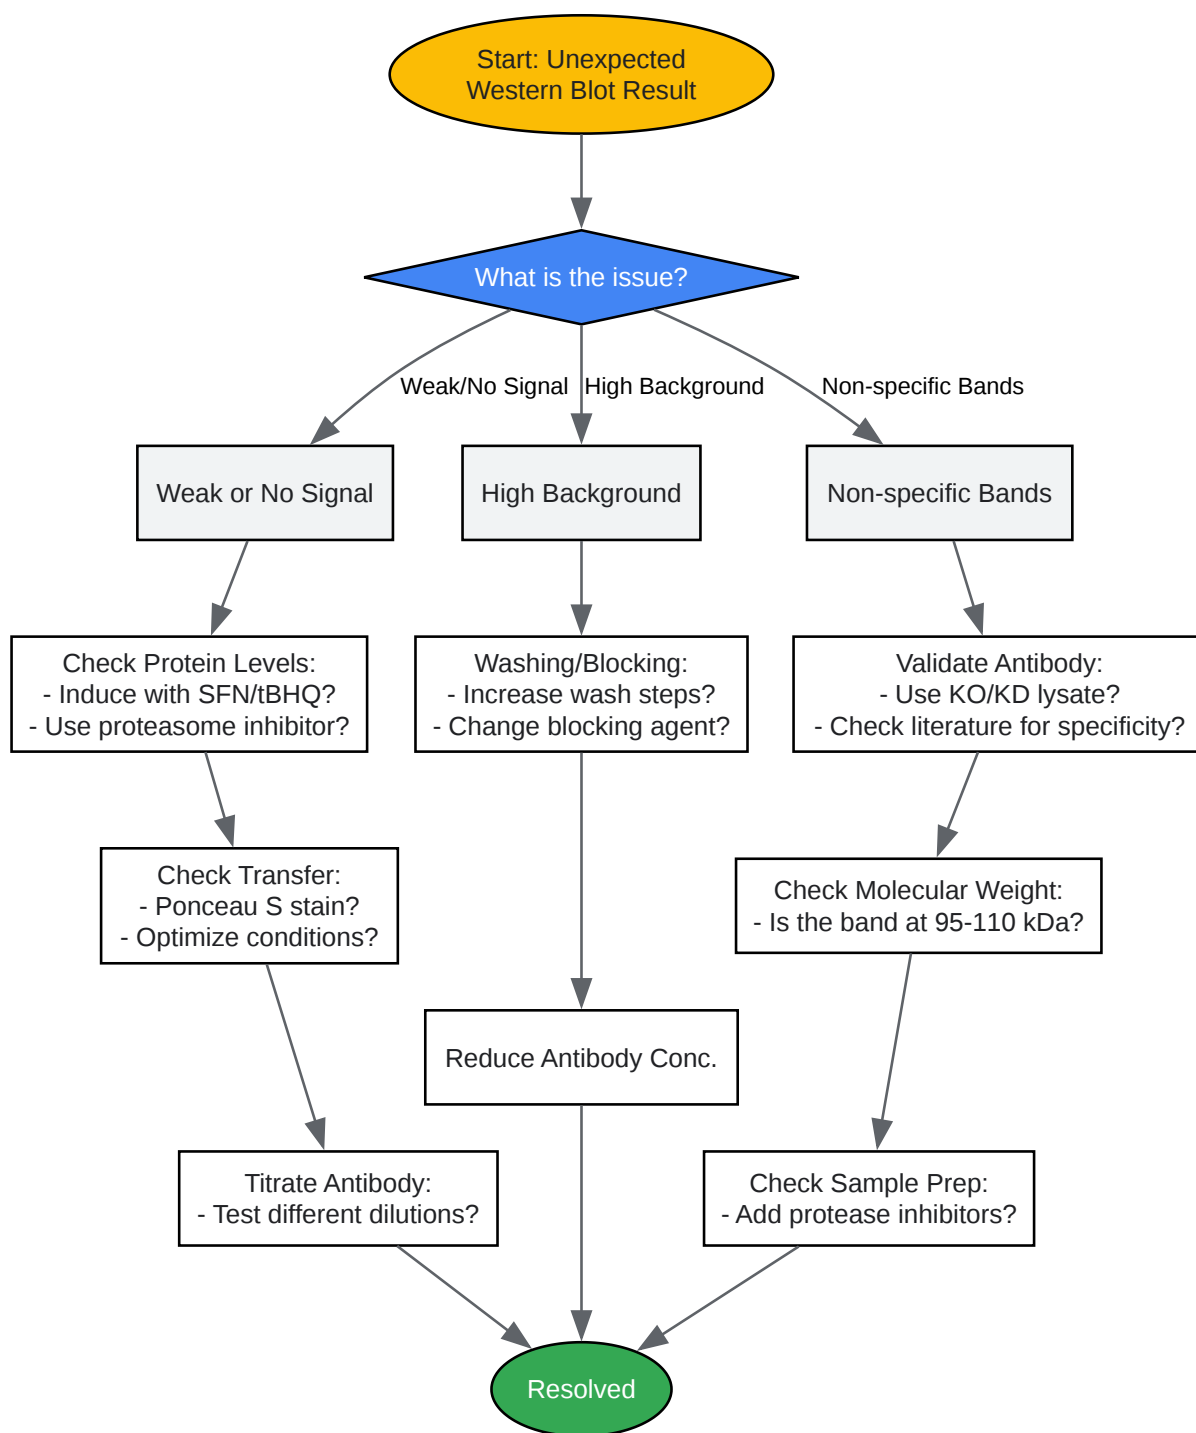 Start: Unexpected
Western Blot Result
What is the issue?
Weak/No Signal
High Background
Non-specific Bands
Weak or No Signal
High Background
Non-specific Bands
Check Protein Levels:
- Induce with SFN/tBHQ?
- Use proteasome inhibitor?
Washing/Blocking:
- Increase wash steps?
- Change blocking agent?
Validate Antibody:
- Use KO/KD lysate?
- Check literature for specificity?
Check Transfer:
- Ponceau S stain?
- Optimize conditions?
Check Molecular Weight:
- Is the band at 95-110 kDa?
Reduce Antibody Conc.
Titrate Antibody:
- Test different dilutions?
Check Sample Prep:
- Add protease inhibitors?
Resolved